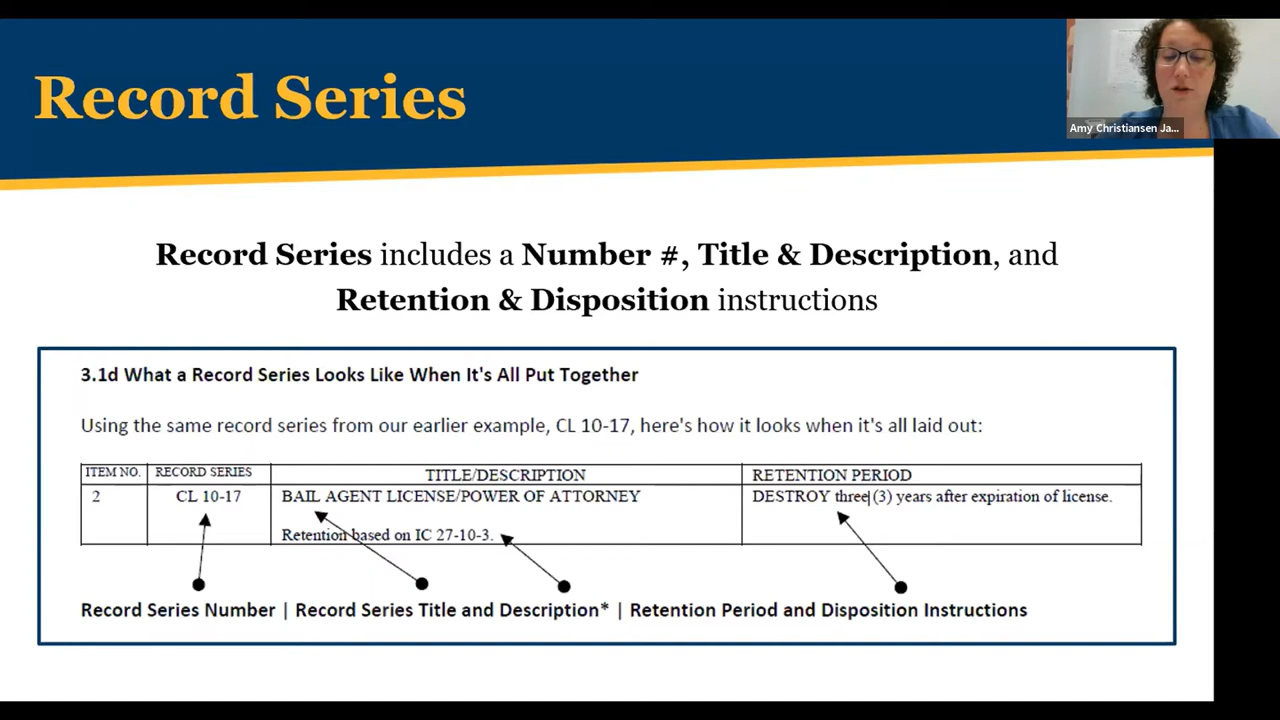 Record Series
Amy Christiansen Ja...
Record Series includes a Number #, Title & Description, and
Retention & Disposition instructions
3.1d What a Record Series Looks Like When It's All Put Together
Using the same record series from our earlier example, CL 10-17, here's how it looks when it's all laid out:
ITEM NO. RECORD SERIES TITLE/DESCRIPTION RETENTION PERIOD
2 CL 10-17 BAIL AGENT LICENSE/POWER OF ATTORNEY DESTROY three (3) years after expiration of license.
Retention based on IC 27-10-3.
Record Series Number | Record Series Title and Description* | Retention Period and Disposition Instructions